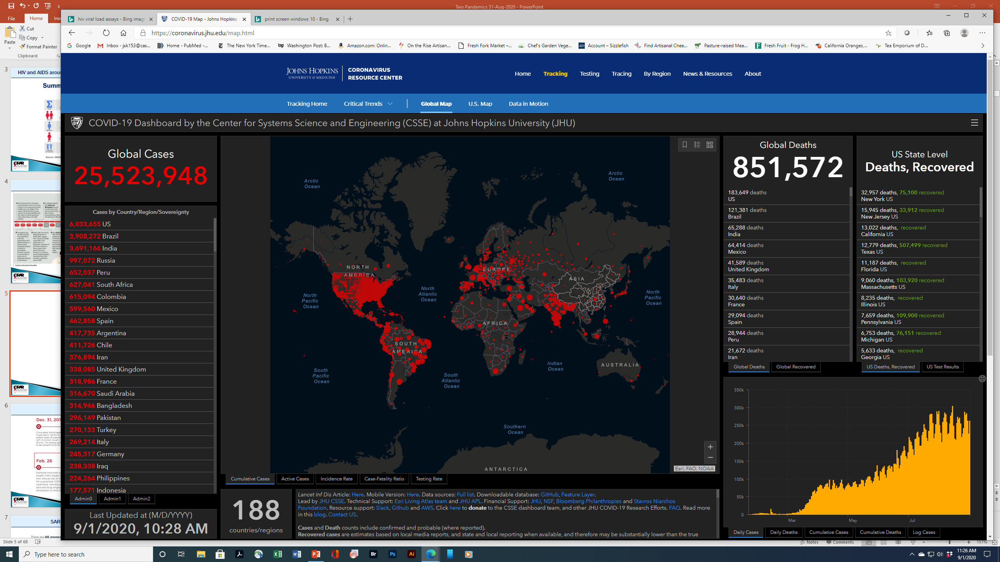 Two Pandemics 31-Aug-2020 - PowerPoint
File
Home
Cut
Copy
Paste
Format Painter
Clipboard
hiv viral load assays - Bing image
COVID-19 Map - Johns Hopkins
print screen windows 10 - Bing
https://coronavirus.jhu.edu/map.html
Google
Inbox - jxk153@cas...
Home - PubMed -...
The New York Time...
Washington Post: B...
Amazon.com: Onlin...
On the Rise Artisan...
Fresh Fork Market –...
Chef's Garden Vege...
Account – Sizzlefish
Find Artisanal Chee...
Pasture-raised Mea...
Fresh Fruit - Frog H...
California Oranges,...
Tea Emporium of D...
JOHNS HOPKINS
UNIVERSITY & MEDICINE
CORONAVIRUS
RESOURCE CENTER
Home
Tracking
Testing
Tracing
By Region
News & Resources
About
Tracking Home
Critical Trends
Global Map
U.S. Map
Data in Motion
COVID-19 Dashboard by the Center for Systems Science and Engineering (CSSE) at Johns Hopkins University (JHU)
Global Cases
25,523,948
Cases by Country/Region/Sovereignty
6,033,655 US
3,908,272 Brazil
3,691,166 India
997,072 Russia
652,037 Peru
627,041 South Africa
615,094 Colombia
599,560 Mexico
462,858 Spain
417,735 Argentina
411,726 Chile
376,894 Iran
338,085 United Kingdom
318,986 France
316,670 Saudi Arabia
314,946 Bangladesh
296,149 Pakistan
270,133 Turkey
269,214 Italy
245,317 Germany
238,338 Iraq
224,264 Philippines
177,571 Indonesia
Admin0
Admin1
Admin2
Last Updated at (M/D/YYYY)
9/1/2020, 10:28 AM
Arctic
Ocean
Arctic
Ocean
NORTH
AMERICA
EUROPE
ASIA
North
Pacific
Ocean
North
Atlantic
Ocean
North
Pacific
Ocean
AFRICA
SOUTH
AMERICA
Indian
Ocean
AUSTRALIA
South
Pacific
Ocean
South
Atlantic
Ocean
Southern
Ocean
ANTARCTICA
Esri, FAO, NOAA
Cumulative Cases
Active Cases
Incidence Rate
Case-Fatality Ratio
Testing Rate
188
countries/regions
Lancet Inf Dis Article: Here. Mobile Version: Here. Data sources: Full list. Downloadable database: GitHub, Feature Layer.
Lead by JHU CSSE. Technical Support: Esri Living Atlas team and JHU APL. Financial Support: JHU, NSF, Bloomberg Philanthropies and Stavros Niarchos
Foundation. Resource support: Slack, Github and AWS. Click here to donate to the CSSE dashboard team, and other JHU COVID-19 Research Efforts. FAQ. Read more
in this blog. Contact US.
Cases and Death counts include confirmed and probable (where reported).
Recovered cases are estimates based on local media reports, and state and local reporting when available, and therefore may be substantially lower than the true
Global Deaths
851,572
183,649 deaths
US
121,381 deaths
Brazil
65,288 deaths
India
64,414 deaths
Mexico
41,589 deaths
United Kingdom
35,483 deaths
Italy
30,640 deaths
France
29,094 deaths
Spain
28,944 deaths
Peru
21,672 deaths
Iran
Global Deaths
Global Recovered
US State Level
Deaths, Recovered
32,957 deaths, 75,100 recovered
New York US
15,945 deaths, 33,912 recovered
New Jersey US
13,022 deaths, recovered
California US
12,779 deaths, 507,499 recovered
Texas US
11,187 deaths, recovered
Florida US
9,060 deaths, 103,920 recovered
Massachusetts US
8,235 deaths, recovered
Illinois US
7,659 deaths, 109,900 recovered
Pennsylvania US
6,753 deaths, 76,151 recovered
Michigan US
5,633 deaths, recovered
Georgia US
US Deaths, Recovered
US Test Results
350k
300k
250k
200k
150k
100k
50k
0
Mar
May
Jul
Daily Cases
Daily Deaths
Cumulative Cases
Cumulative Deaths
Log Cases
3
HIV and AIDS arou
Summ
CFAR
4
CFAR
5
CFAR
6
Dec. 31, 201
Feb. 26
CFAR
7
SARS
Slide 5 of 68
Notes
Comments
151%
Type here to search
11:26 AM
9/1/2020